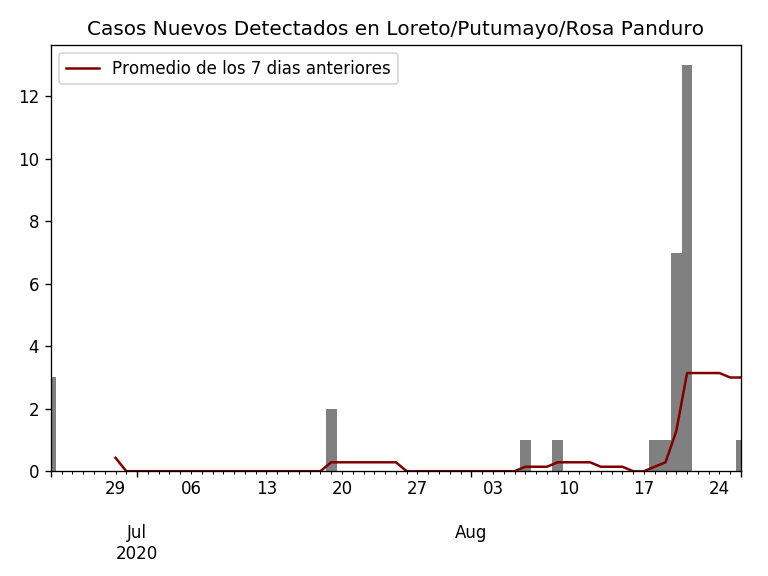 Casos Nuevos Detectados en Loreto/Putumayo/Rosa Panduro
Promedio de los 7 dias anteriores
12
10
8
6
4
2
0
29 06 13 20 27 03 10 17 24
Jul Aug
2020